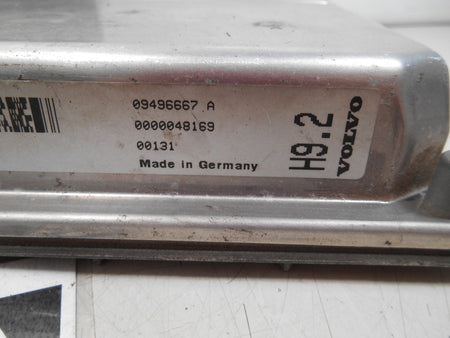 09496667 A
0000048169
00131
Made in Germany
H9.2
VOLVO